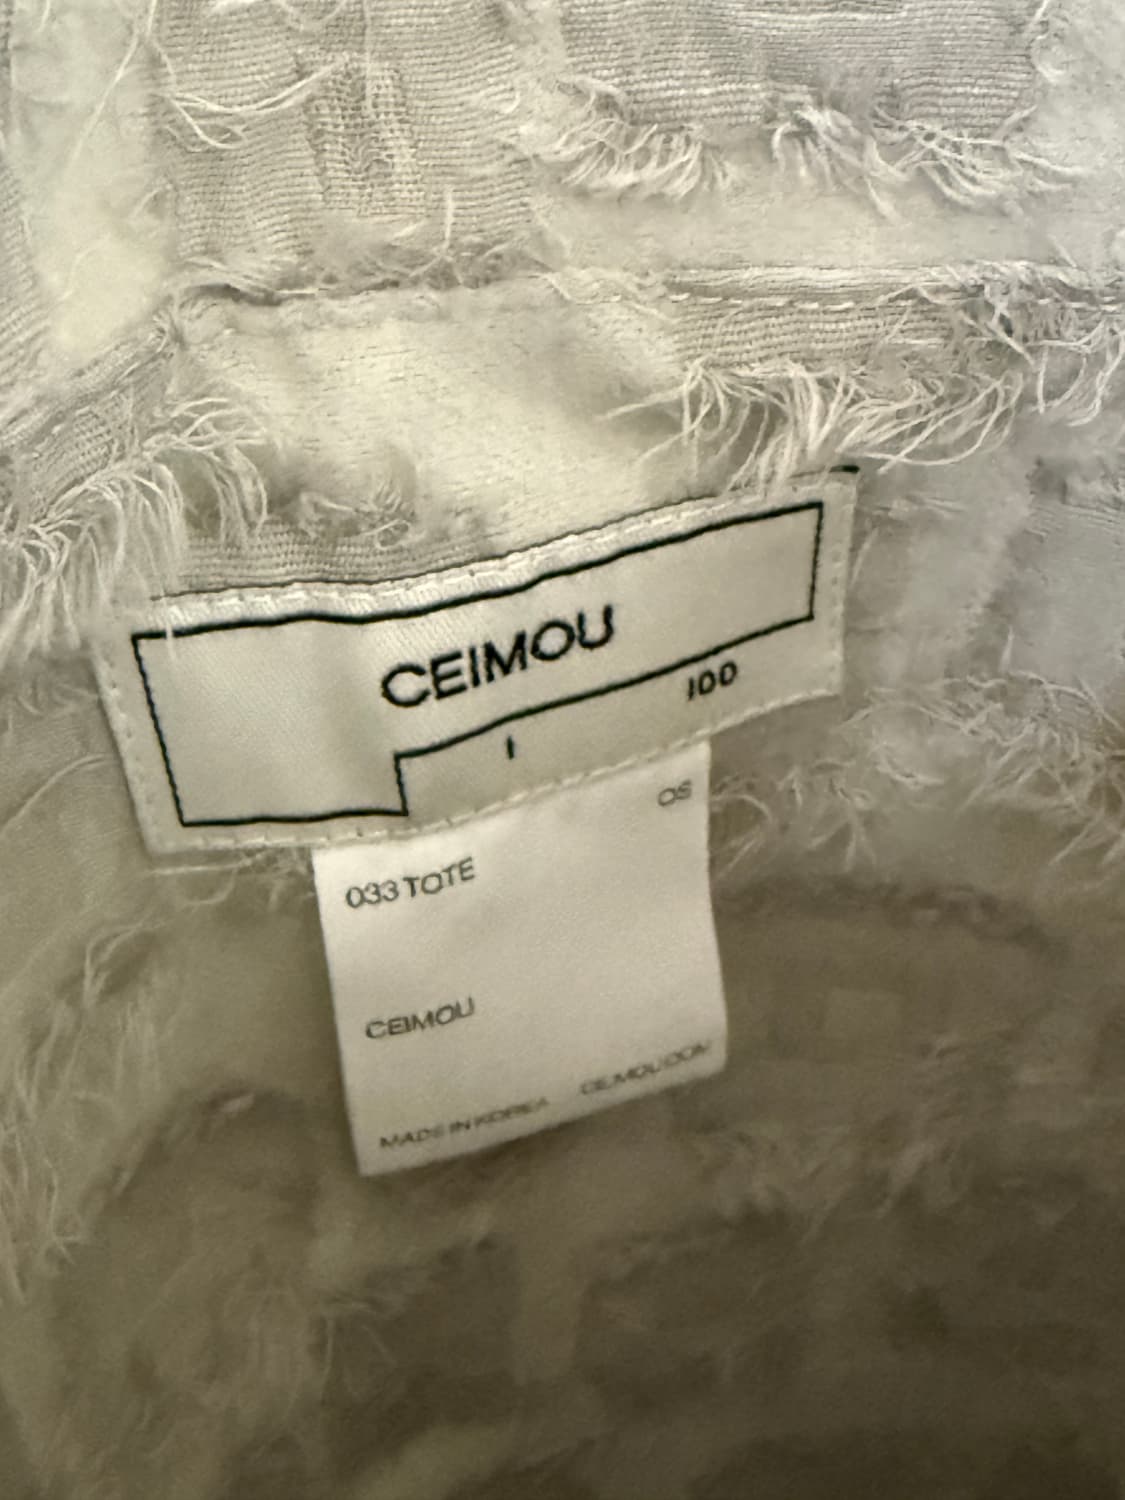 CEIMOU
1 100
OS
033 TOTE
CEIMOU
MADE IN KOREA CEIMOU.COM